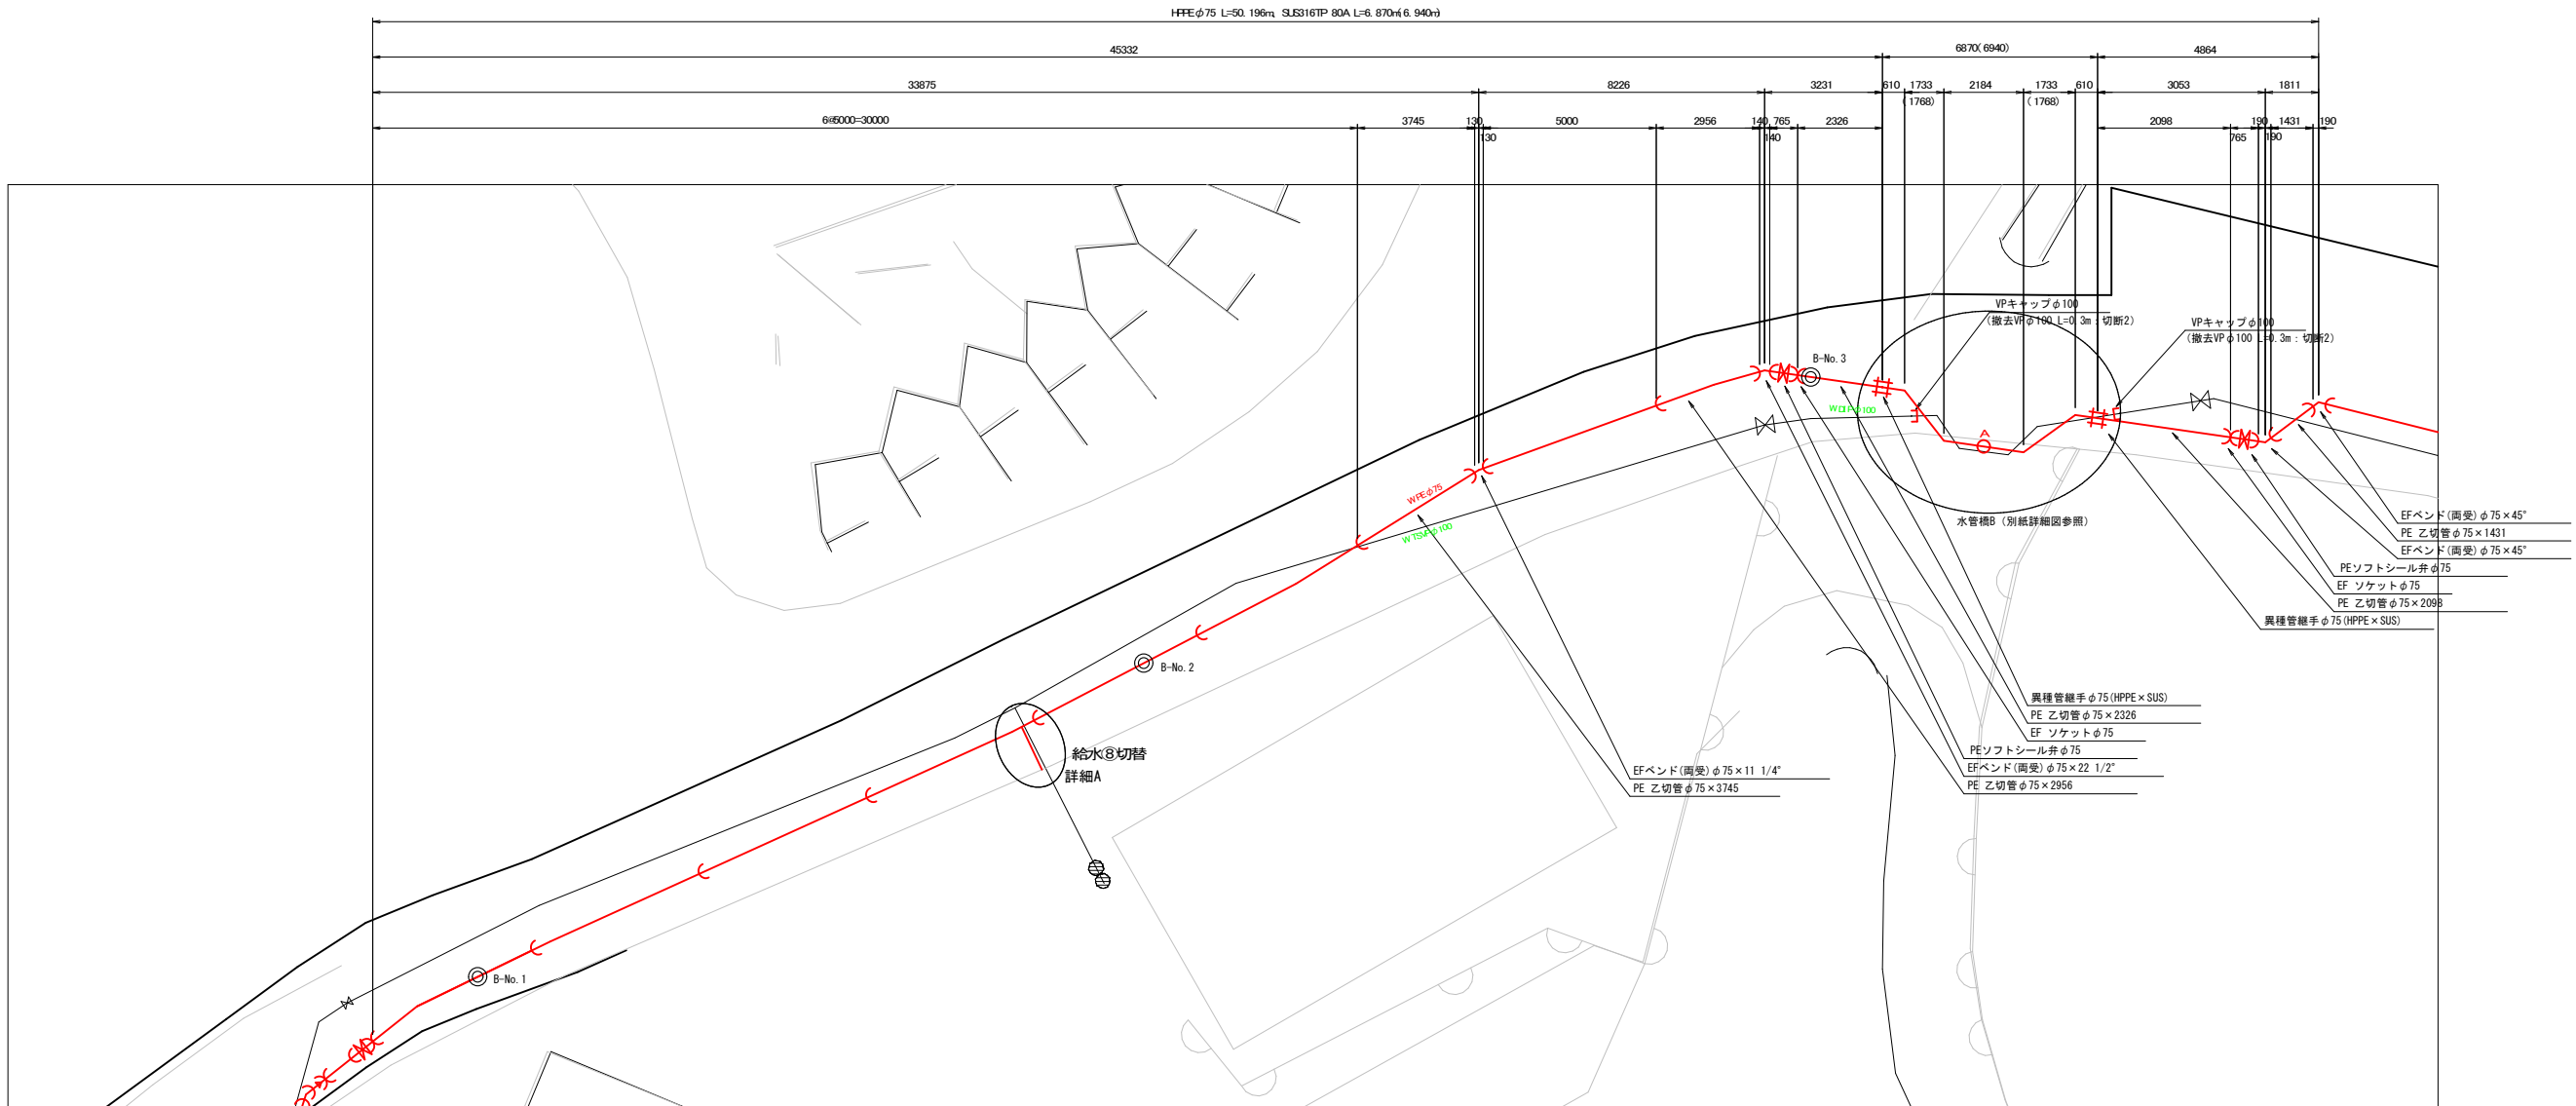 HPPEφ75 L=50.196m, SUS316TP 80A L=6.870m(6.940m)
45332
6870(6940)
4864
33875
8226
3231
610
1733
2184
1733
610
3053
1811
(1768)
(1768)
6@5000=30000
3745
130
5000
2956
140
765
2326
2098
190
1431
190
130
140
765
190
VPキャップφ100
(撤去VPφ100 L=0.3m:切断2)
VPキャップφ100
(撤去VPφ100 L=0.3m:切断2)
B-No.3
WDIPφ100
A
WPEφ75
WTSVPφ100
水管橋B (別紙詳細図参照)
EFベンド(両受)φ75×45°
PE 乙切管φ75×1431
EFベンド(両受)φ75×45°
PEソフトシール弁φ75
EF ソケットφ75
PE 乙切管φ75×2098
異種管継手φ75(HPPE×SUS)
B-No.2
異種管継手φ75(HPPE×SUS)
PE 乙切管φ75×2326
EF ソケットφ75
PEソフトシール弁φ75
EFベンド(両受)φ75×22 1/2°
PE 乙切管φ75×2956
EFベンド(両受)φ75×11 1/4°
PE 乙切管φ75×3745
給水⑧切替
詳細A
B-No.1